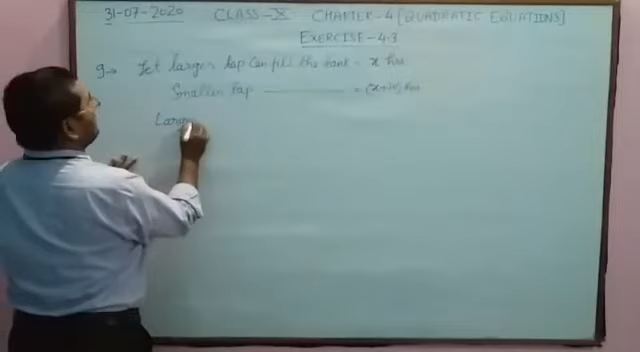 31-07-2020 CLASS-X CHAPTER-4 [QUADRATIC EQUATIONS]
EXERCISE-4.3
9→ Let larger tap can fill the tank = x hrs
Smaller tap ———— = (x+10) hrs
Larg